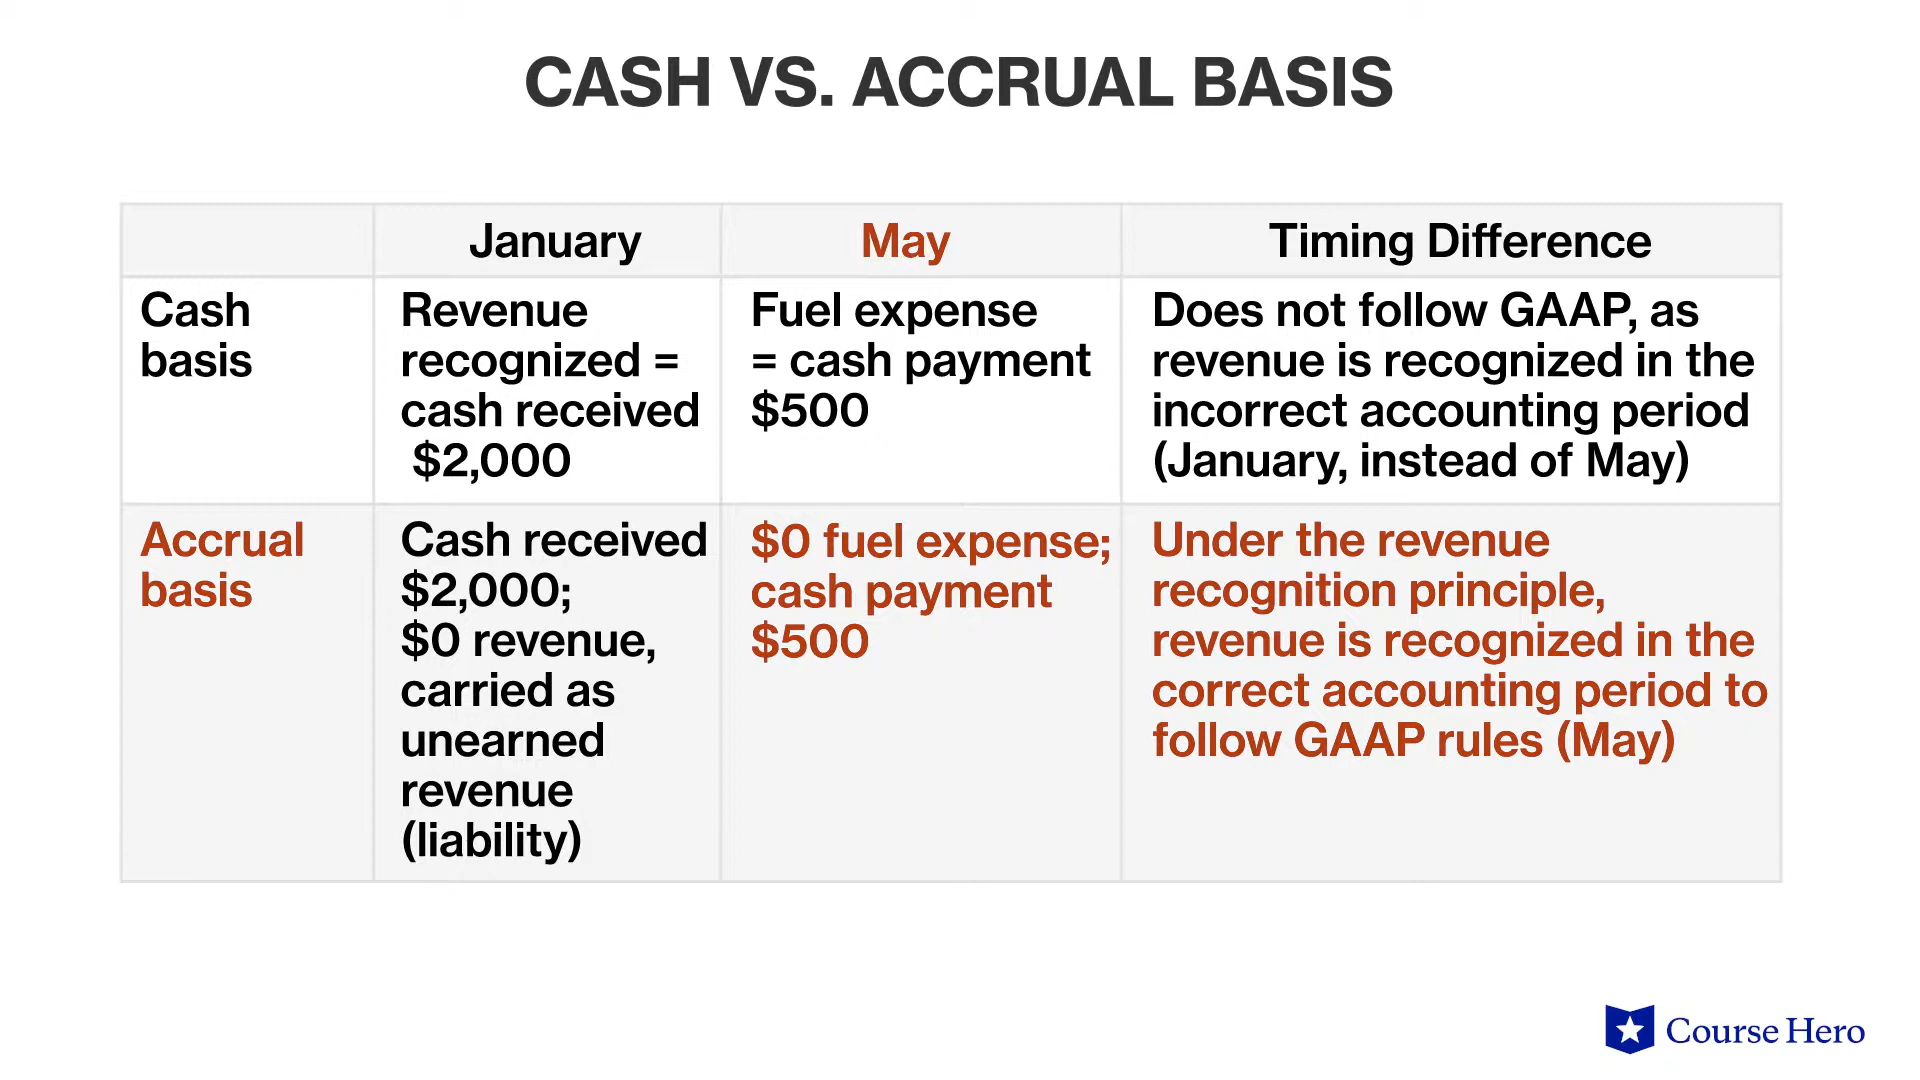 CASH VS. ACCRUAL BASIS
January
May
Timing Difference
Cash
basis
Revenue
recognized =
cash received
$2,000
Fuel expense
= cash payment
$500
Does not follow GAAP, as
revenue is recognized in the
incorrect accounting period
(January, instead of May)
Accrual
basis
Cash received
$2,000;
$0 revenue,
carried as
unearned
revenue
(liability)
$0 fuel expense;
cash payment
$500
Under the revenue
recognition principle,
revenue is recognized in the
correct accounting period to
follow GAAP rules (May)
Course Hero